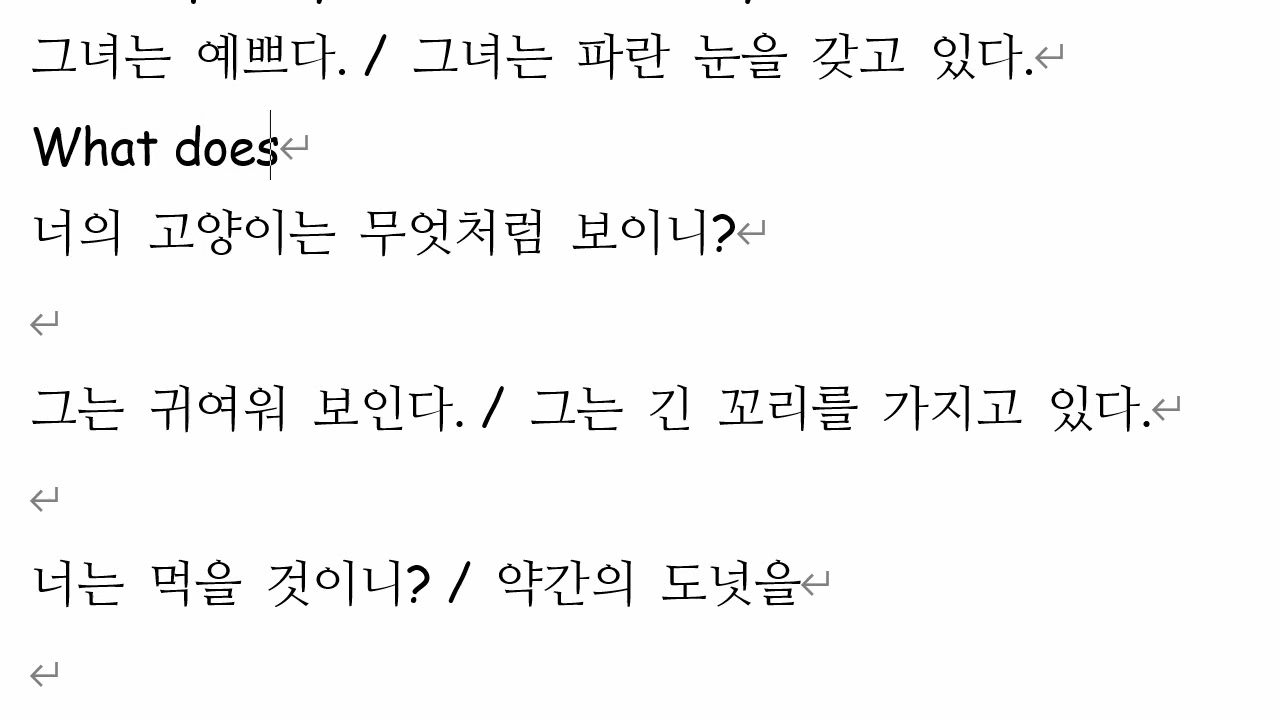 그녀는 예쁘다. / 그녀는 파란 눈을 갖고 있다.
What does
너의 고양이는 무엇처럼 보이니?
그는 귀여워 보인다. / 그는 긴 꼬리를 가지고 있다.
너는 먹을 것이니? / 약간의 도넛을